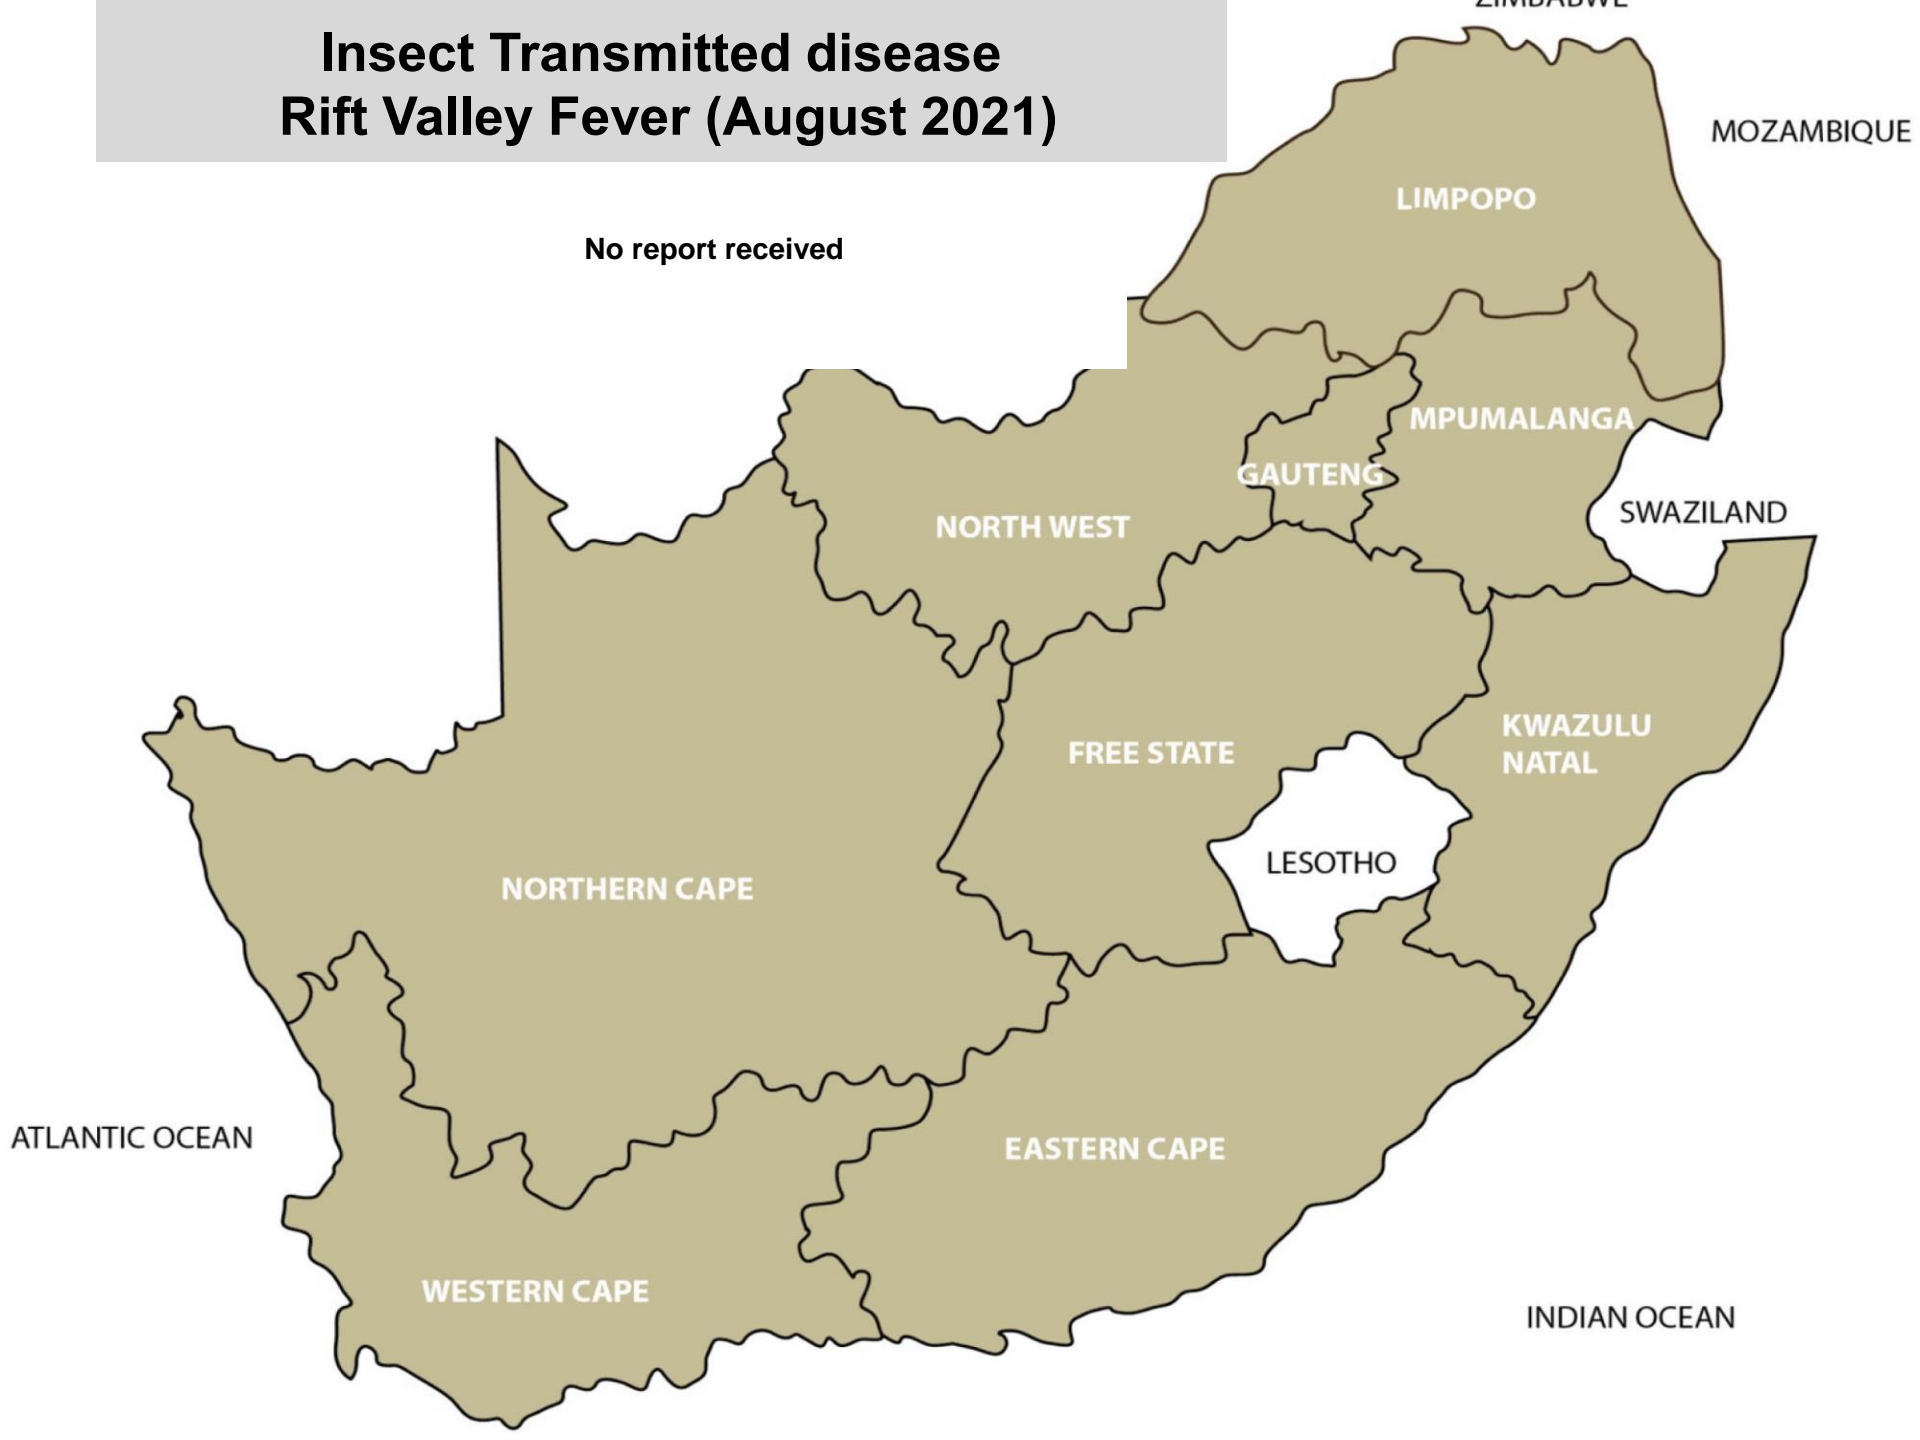 ZIMBABWE
Insect Transmitted disease
Rift Valley Fever (August 2021)
MOZAMBIQUE
LIMPOPO
No report received
MPUMALANGA
GAUTENG
SWAZILAND
NORTH WEST
KWAZULU
NATAL
FREE STATE
LESOTHO
NORTHERN CAPE
ATLANTIC OCEAN
EASTERN CAPE
WESTERN CAPE
INDIAN OCEAN